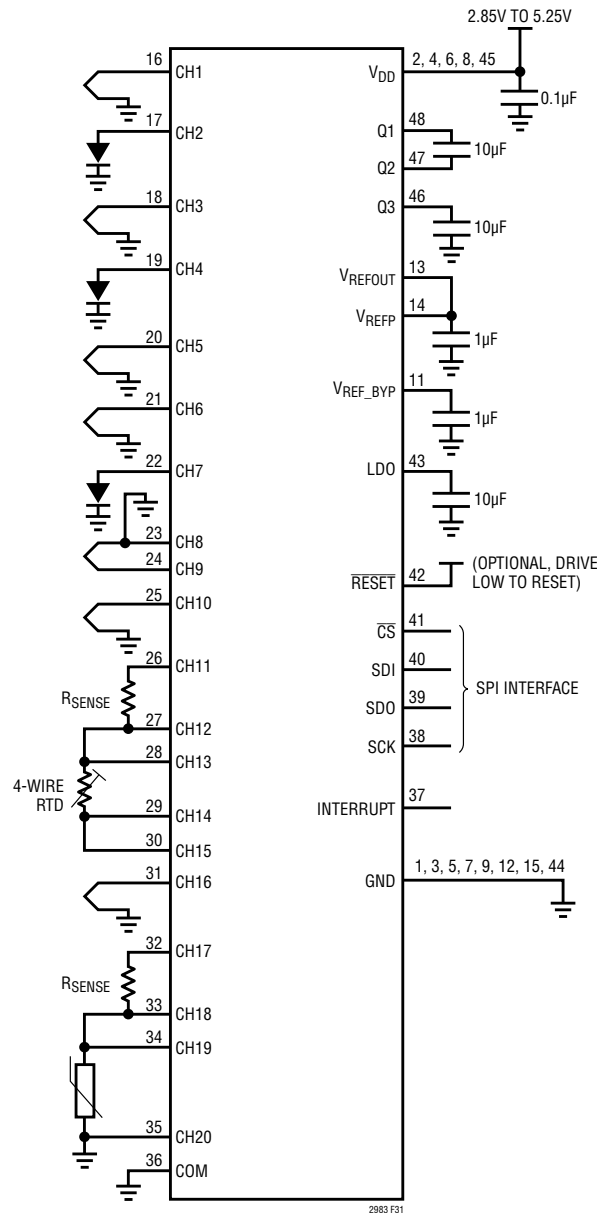 2.85V TO 5.25V
16 CH1
17 CH2
18 CH3
19 CH4
20 CH5
21 CH6
22 CH7
23 CH8
24 CH9
25 CH10
26 CH11
RSENSE
27 CH12
28 CH13
4-WIRE
RTD
29 CH14
30 CH15
31 CH16
32 CH17
RSENSE
33 CH18
34 CH19
35 CH20
36 COM
VDD 2, 4, 6, 8, 45
0.1µF
Q1 48
10µF
Q2 47
Q3 46
10µF
VREFOUT 13
VREFP 14
1µF
VREF_BYP 11
1µF
LDO 43
10µF
RESET 42
(OPTIONAL, DRIVE
LOW TO RESET)
CS 41
SDI 40
SPI INTERFACE
SDO 39
SCK 38
INTERRUPT 37
GND 1, 3, 5, 7, 9, 12, 15, 44
2983 F31